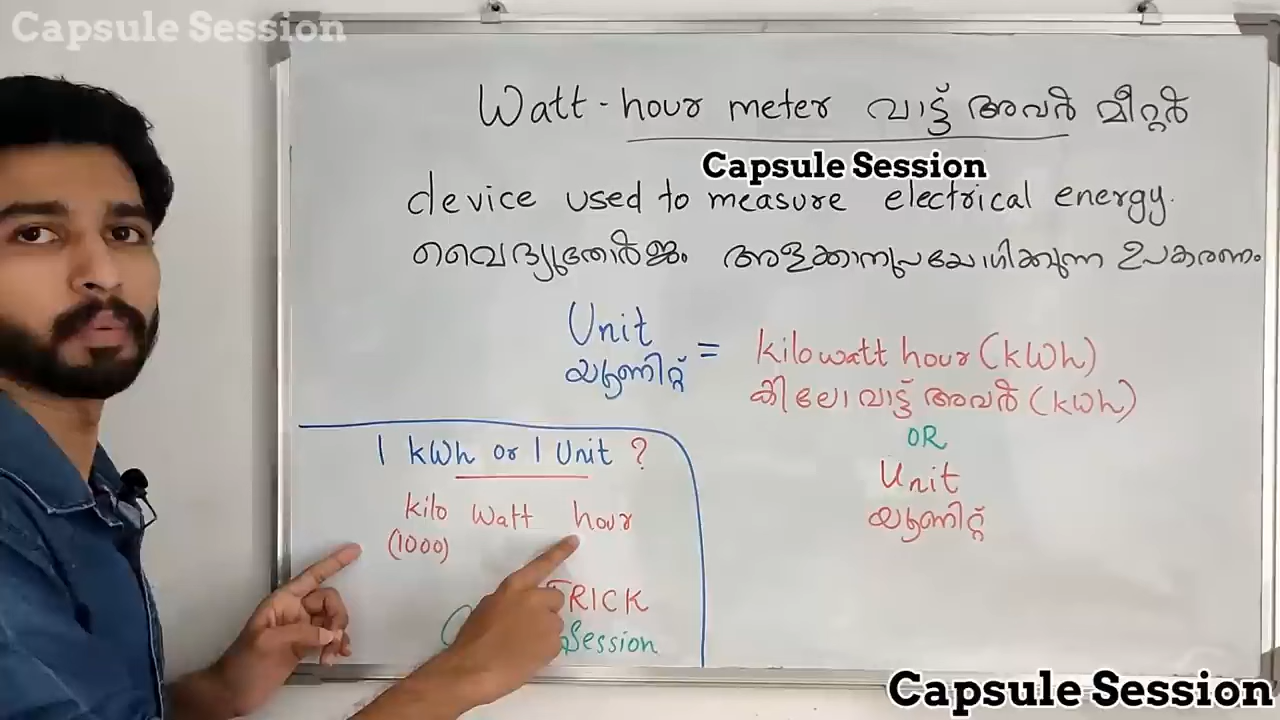 Capsule Session
Watt-hour meter വാട്ട് അവർ മീറ്റർ
Capsule Session
device used to measure electrical energy.
വൈദ്യുതോർജം അളക്കാനുപയോഗിക്കുന്ന ഉപകരണം
Unit = kilowatt hour (kWh)
യൂണിറ്റ് കിലോവാട്ട് അവർ (kWh)
OR
Unit
യൂണിറ്റ്
1 kWh or 1 Unit ?
kilo watt hour
(1000)
TRICK
Session
Capsule Session